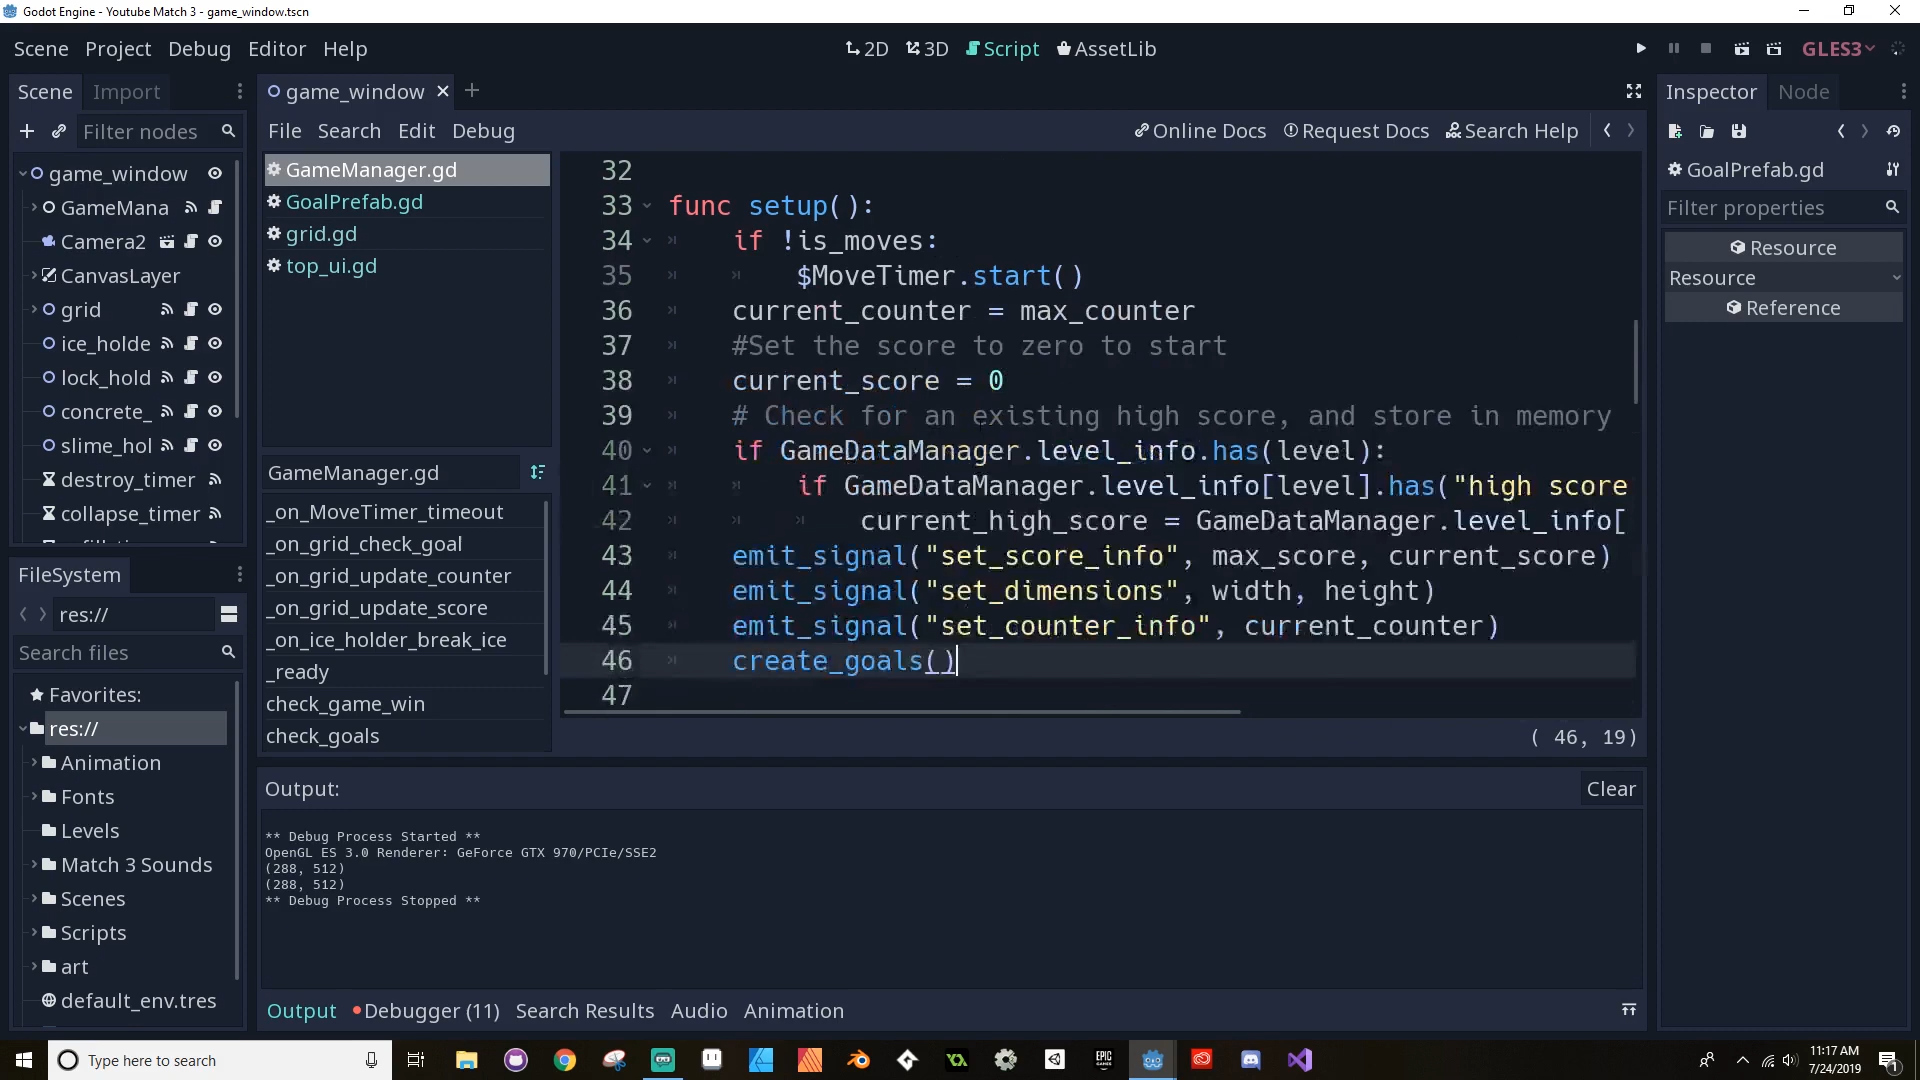 Godot Engine - Youtube Match 3 - game_window.tscn
Scene Project Debug Editor Help
2D 3D Script AssetLib
GLES3
Scene Import
Filter nodes
game_window
GameMana
Camera2
CanvasLayer
grid
ice_holde
lock_hold
concrete_
slime_hol
destroy_timer
collapse_timer
FileSystem
res://
Search files
Favorites:
res://
Animation
Fonts
Levels
Match 3 Sounds
Scenes
Scripts
art
default_env.tres
game_window
File Search Edit Debug
Online Docs Request Docs Search Help
GameManager.gd
GoalPrefab.gd
grid.gd
top_ui.gd
GameManager.gd
_on_MoveTimer_timeout
_on_grid_check_goal
_on_grid_update_counter
_on_grid_update_score
_on_ice_holder_break_ice
_ready
check_game_win
check_goals
32
33 func setup():
34 if !is_moves:
35 $MoveTimer.start()
36 current_counter = max_counter
37 #Set the score to zero to start
38 current_score = 0
39 # Check for an existing high score, and store in memory
40 if GameDataManager.level_info.has(level):
41 if GameDataManager.level_info[level].has("high score
42 current_high_score = GameDataManager.level_info[
43 emit_signal("set_score_info", max_score, current_score)
44 emit_signal("set_dimensions", width, height)
45 emit_signal("set_counter_info", current_counter)
46 create_goals()
47
( 46, 19)
Output:
Clear
** Debug Process Started **
OpenGL ES 3.0 Renderer: GeForce GTX 970/PCIe/SSE2
(288, 512)
(288, 512)
** Debug Process Stopped **
Output Debugger (11) Search Results Audio Animation
Inspector Node
GoalPrefab.gd
Filter properties
Resource
Resource
Reference
Type here to search
EPIC GAMES
11:17 AM
7/24/2019
1